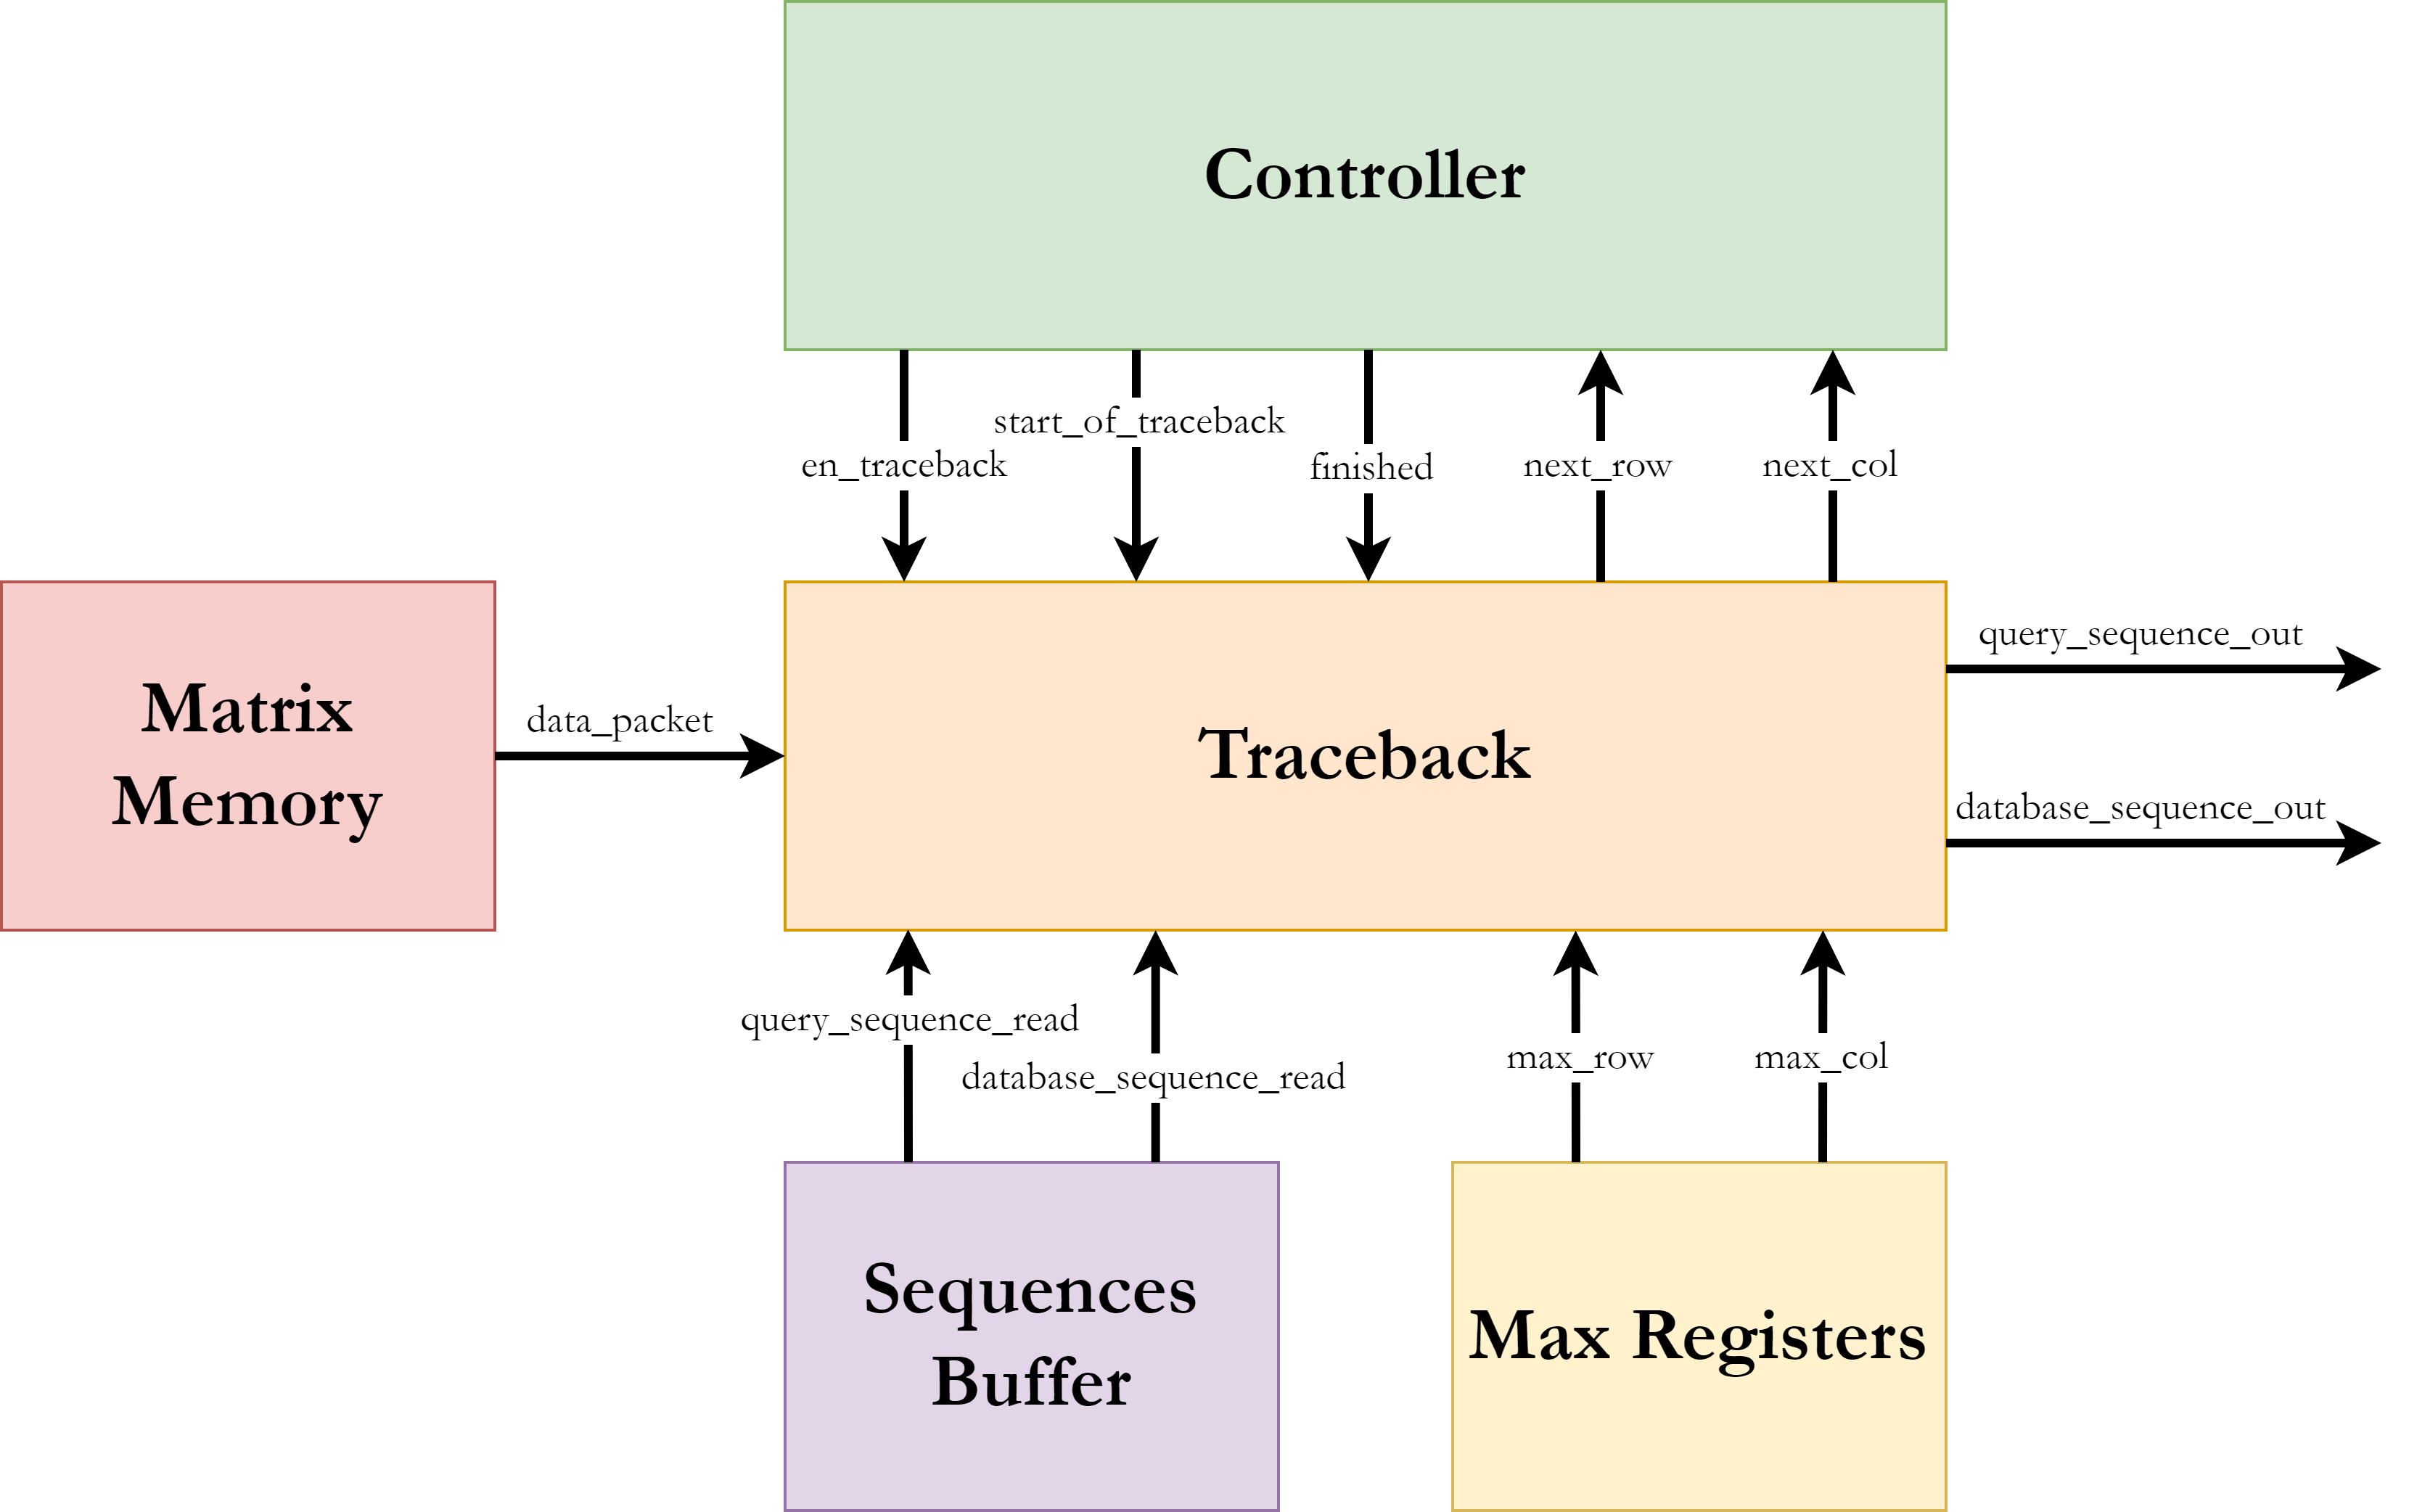 Controller
start_of_traceback
en_traceback
finished
next_row
next_col
query_sequence_out
Matrix
Memory
data_packet
Traceback
database_sequence_out
query_sequence_read
database_sequence_read
max_row
max_col
Sequences
Buffer
Max Registers